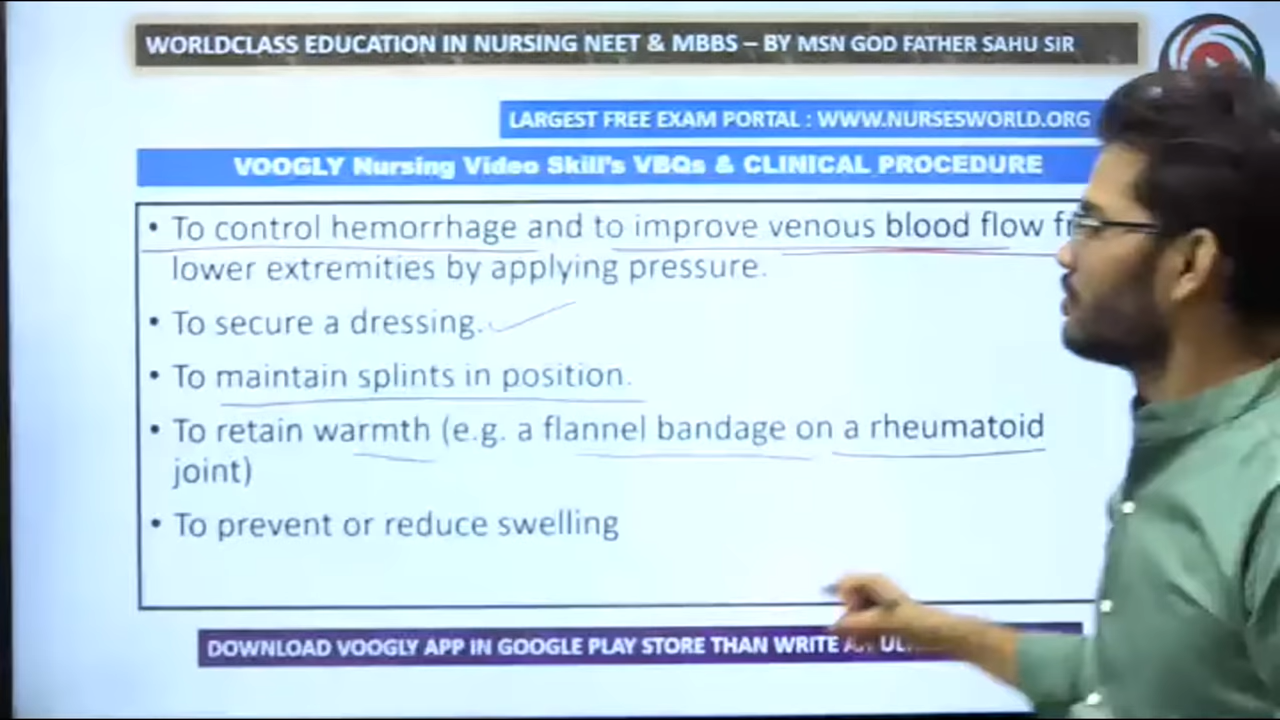 WORLDCLASS EDUCATION IN NURSING NEET & MBBS – BY MSN GOD FATHER SAHU SIR
LARGEST FREE EXAM PORTAL : WWW.NURSESWORLD.ORG
VOOGLY Nursing Video Skill's VBQs & CLINICAL PROCEDURE
• To control hemorrhage and to improve venous blood flow
lower extremities by applying pressure.
• To secure a dressing.
• To maintain splints in position.
• To retain warmth (e.g. a flannel bandage on a rheumatoid
joint)
• To prevent or reduce swelling
DOWNLOAD VOOGLY APP IN GOOGLE PLAY STORE THAN WRITE